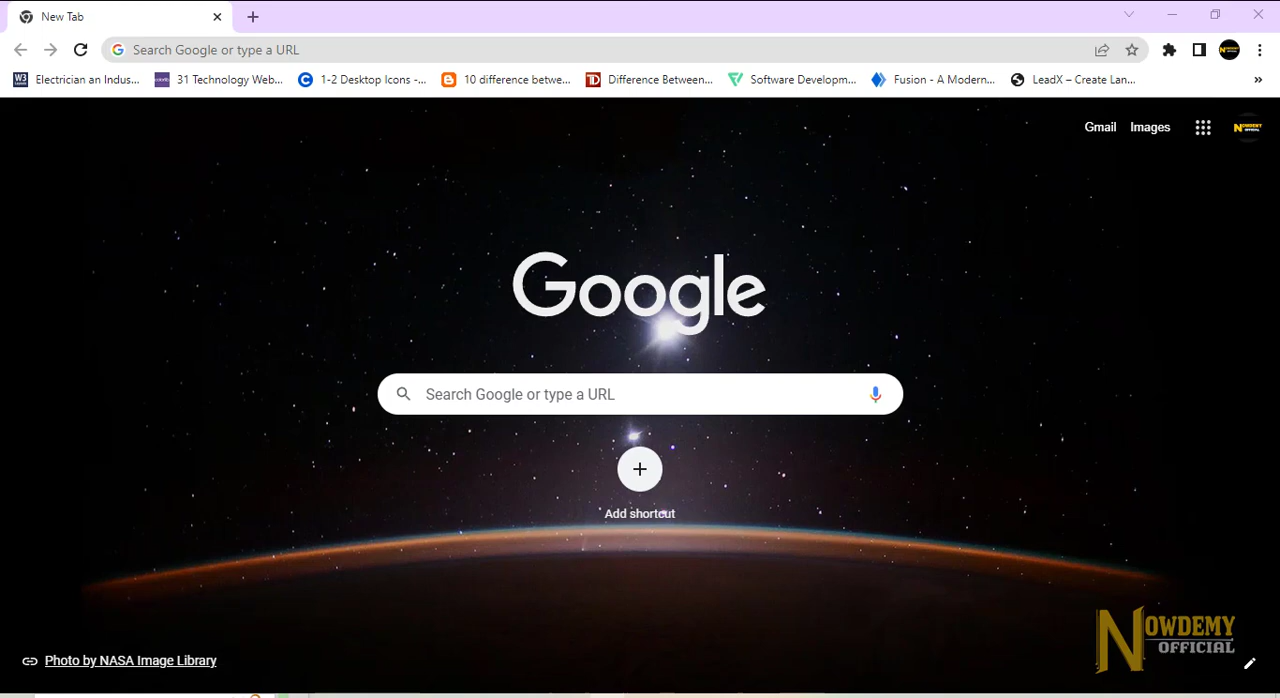 New Tab
Search Google or type a URL
Electrician an Indus...
31 Technology Web...
1-2 Desktop Icons -...
10 difference betwe...
Difference Between...
Software Developm...
Fusion - A Modern...
LeadX – Create Lan...
»
Gmail
Images
NOWDEMY
Google
Search Google or type a URL
Add shortcut
Photo by NASA Image Library
NOWDEMY
OFFICIAL